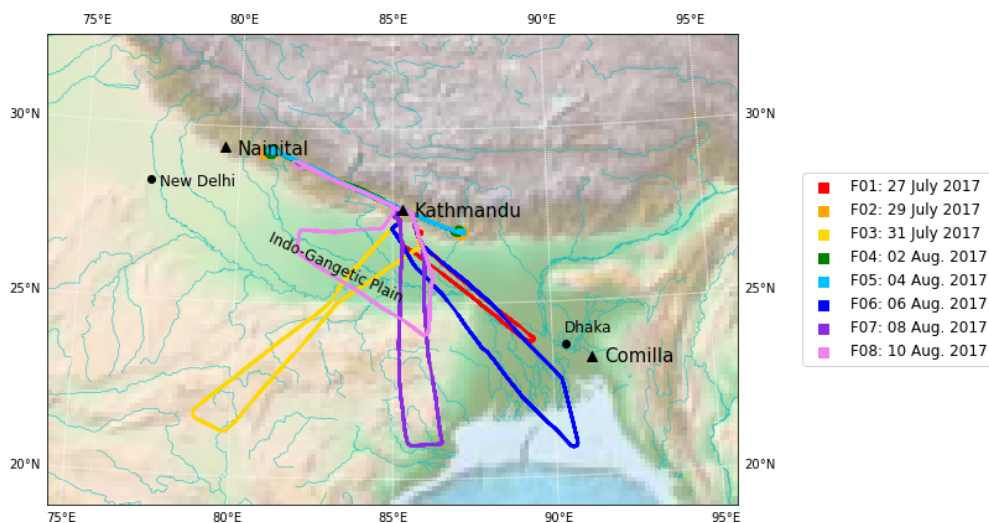 75°E 80°E 85°E 90°E 95°E
30°N 30°N
Nainital
New Delhi
Kathmandu
Indo-Gangetic Plain
25°N 25°N
Dhaka
Comilla
20°N 20°N
75°E 80°E 85°E 90°E 95°E
F01: 27 July 2017
F02: 29 July 2017
F03: 31 July 2017
F04: 02 Aug. 2017
F05: 04 Aug. 2017
F06: 06 Aug. 2017
F07: 08 Aug. 2017
F08: 10 Aug. 2017